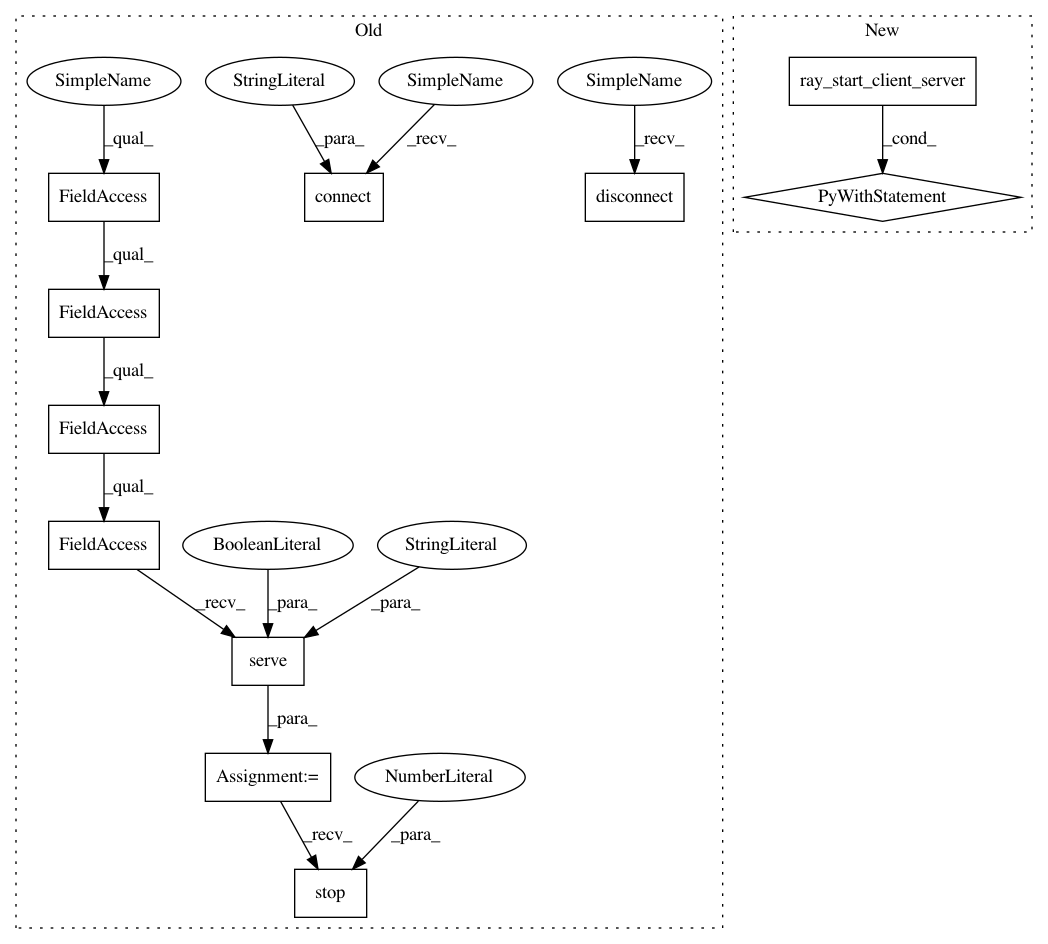 Old
New
SimpleName
StringLiteral
SimpleName
SimpleName
ray_start_client_server
_qual_
_para_
_recv_
_recv_
_cond_
FieldAccess
connect
disconnect
PyWithStatement
_qual_
FieldAccess
_qual_
FieldAccess
_qual_
FieldAccess
BooleanLiteral
StringLiteral
_recv_
_para_
_para_
serve
_para_
Assignment:=
NumberLiteral
_recv_
_para_
stop